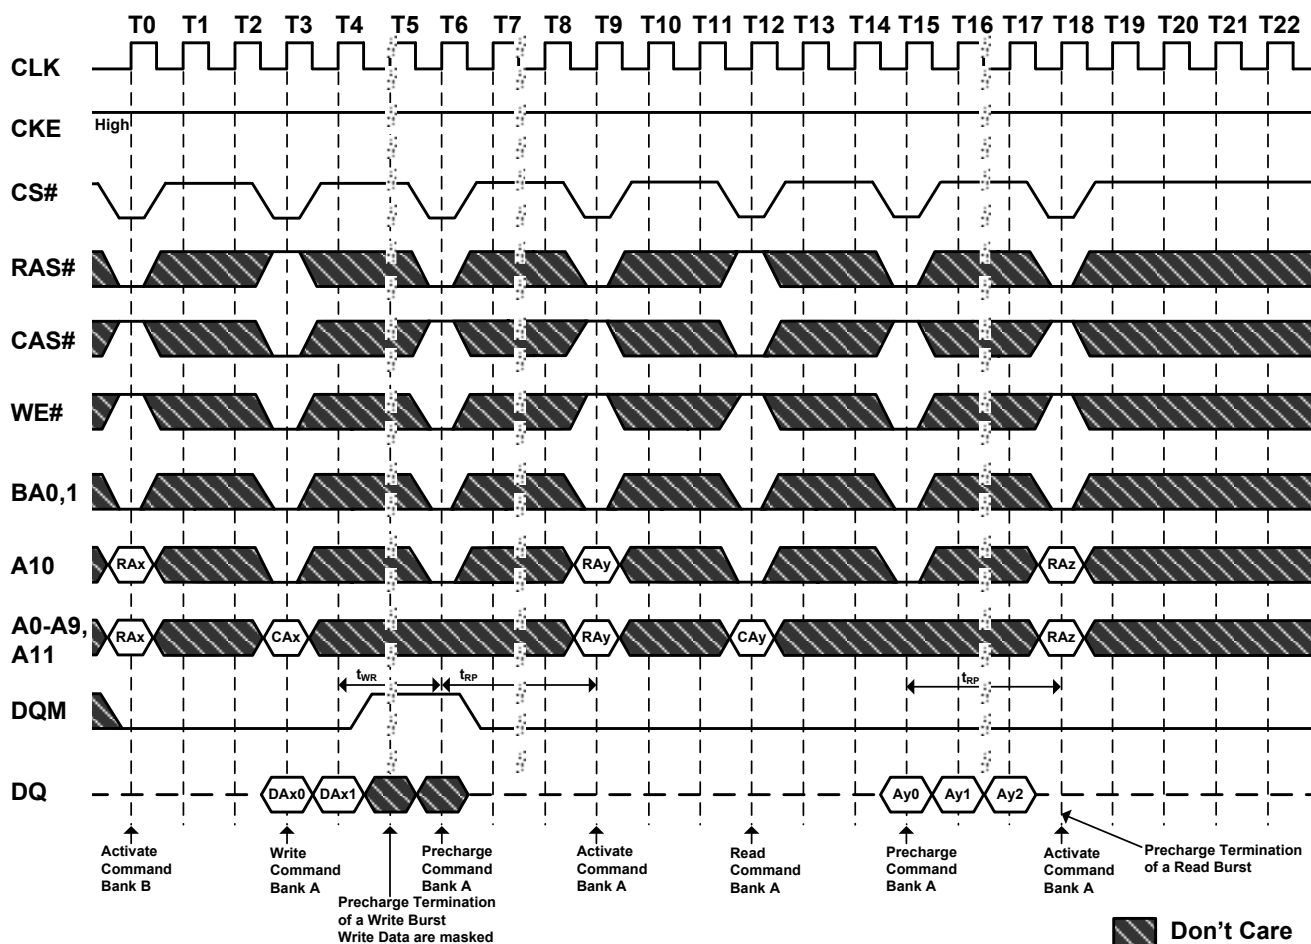 T0 T1 T2 T3 T4 T5 T6 T7 T8 T9 T10 T11 T12 T13 T14 T15 T16 T17 T18 T19 T20 T21 T22
CLK
CKE
High
CS#
RAS#
CAS#
WE#
BA0,1
A10
RAx RAy RAz
A0-A9,
A11
RAx CAx RAy CAy RAz
tWR tRP tRP
DQM
DQ
DAx0 DAx1 Ay0 Ay1 Ay2
Activate
Command
Bank B
Write
Command
Bank A
Precharge Termination
of a Write Burst
Write Data are masked
Precharge
Command
Bank A
Activate
Command
Bank A
Read
Command
Bank A
Precharge
Command
Bank A
Activate
Command
Bank A
Precharge Termination
of a Read Burst
Don't Care